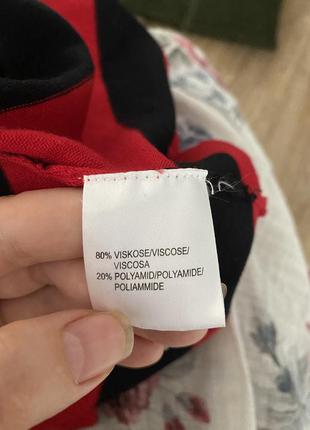 80% VISKOSE/VISCOSE/
VISCOSA
20% POLYAMID/POLYAMIDE/
POLIAMMIDE